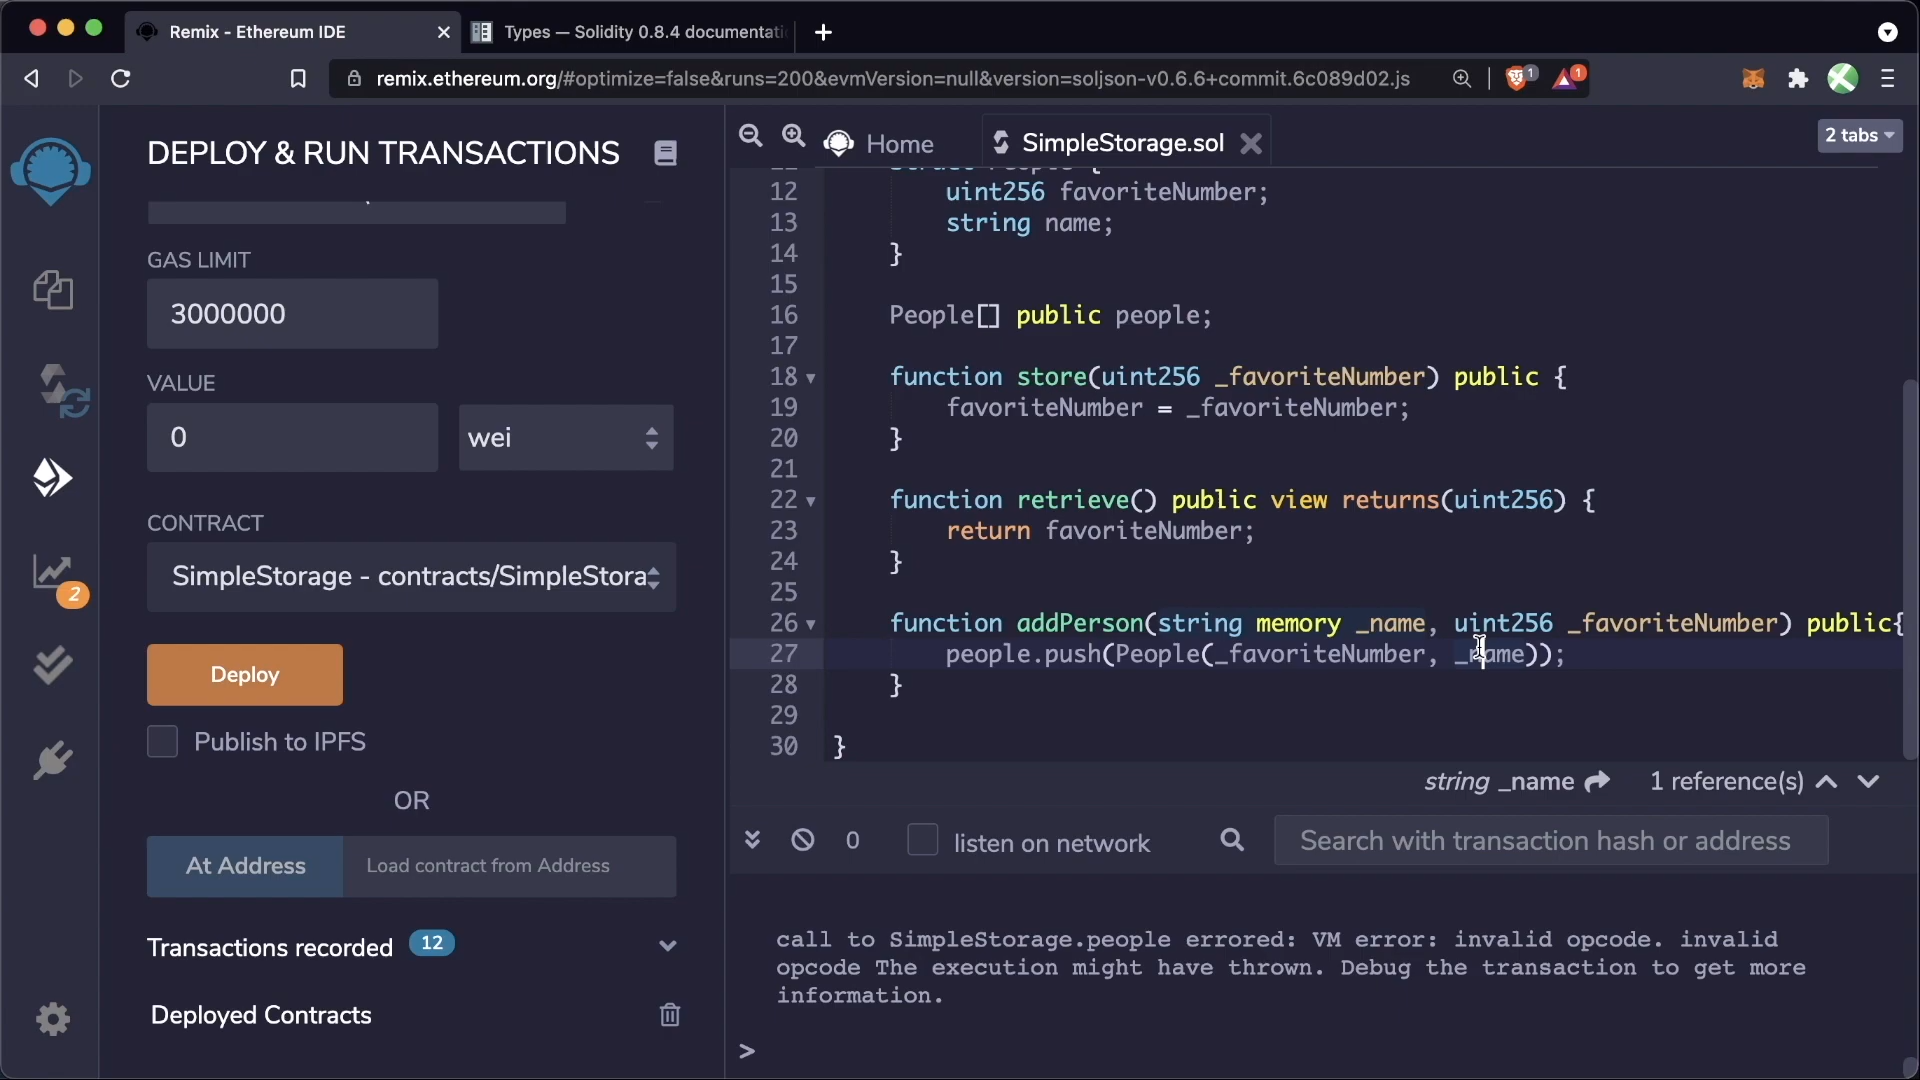 Remix - Ethereum IDE
Types — Solidity 0.8.4 documentati
remix.ethereum.org/#optimize=false&runs=200&evmVersion=null&version=soljson-v0.6.6+commit.6c089d02.js
1
1
DEPLOY & RUN TRANSACTIONS
GAS LIMIT
3000000
VALUE
0
wei
CONTRACT
SimpleStorage - contracts/SimpleStora
Deploy
Publish to IPFS
OR
At Address
Load contract from Address
Transactions recorded 12
Deployed Contracts
2
Home
SimpleStorage.sol
2 tabs
12 uint256 favoriteNumber;
13 string name;
14 }
15
16 People[] public people;
17
18 function store(uint256 _favoriteNumber) public {
19 favoriteNumber = _favoriteNumber;
20 }
21
22 function retrieve() public view returns(uint256) {
23 return favoriteNumber;
24 }
25
26 function addPerson(string memory _name, uint256 _favoriteNumber) public{
27 people.push(People(_favoriteNumber, _name));
28 }
29
30 }
string _name 1 reference(s)
0 listen on network
Search with transaction hash or address
call to SimpleStorage.people errored: VM error: invalid opcode. invalid
opcode The execution might have thrown. Debug the transaction to get more
information.
>